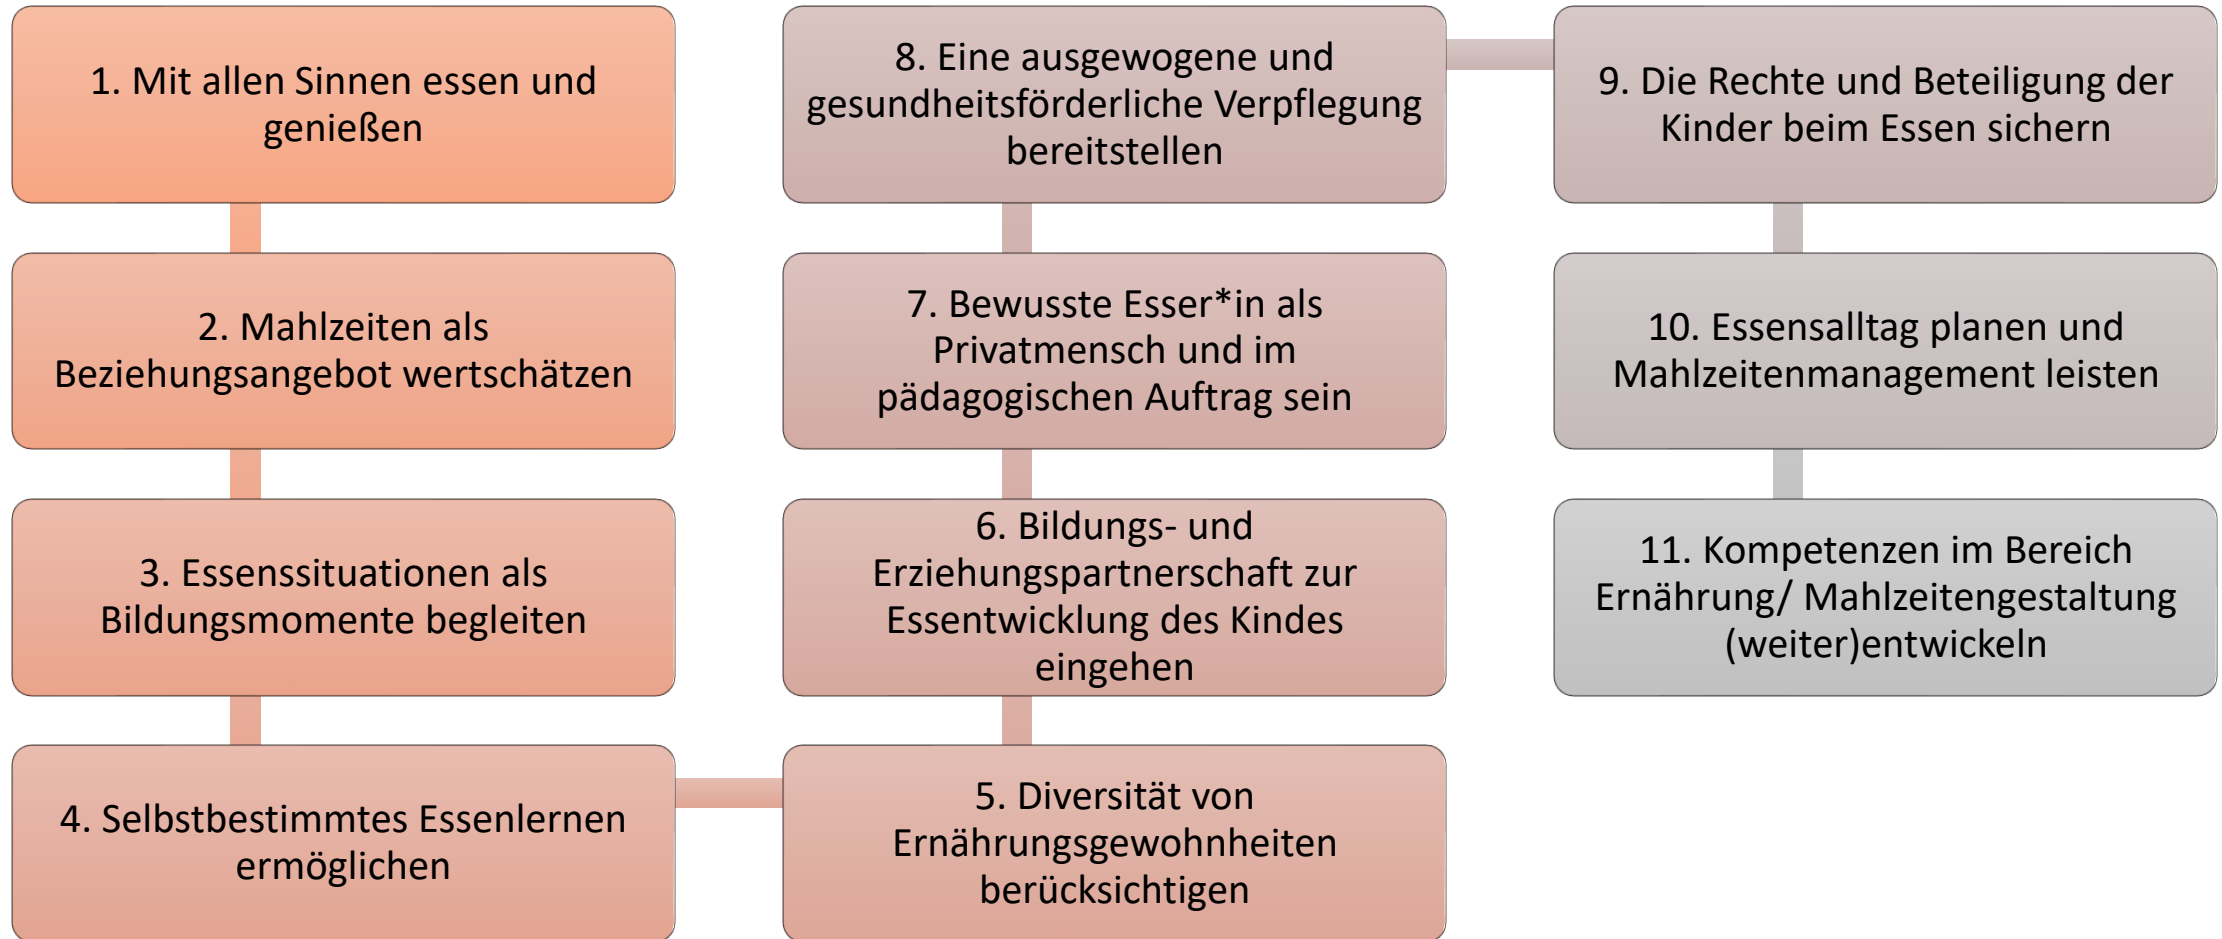 1. Mit allen Sinnen essen und
genießen
2. Mahlzeiten als
Beziehungsangebot wertschätzen
3. Essenssituationen als
Bildungsmomente begleiten
4. Selbstbestimmtes Essenlernen
ermöglichen
5. Diversität von
Ernährungsgewohnheiten
berücksichtigen
6. Bildungs- und
Erziehungspartnerschaft zur
Essentwicklung des Kindes
eingehen
7. Bewusste Esser*in als
Privatmensch und im
pädagogischen Auftrag sein
8. Eine ausgewogene und
gesundheitsförderliche Verpflegung
bereitstellen
9. Die Rechte und Beteiligung der
Kinder beim Essen sichern
10. Essensalltag planen und
Mahlzeitenmanagement leisten
11. Kompetenzen im Bereich
Ernährung/ Mahlzeitengestaltung
(weiter)entwickeln